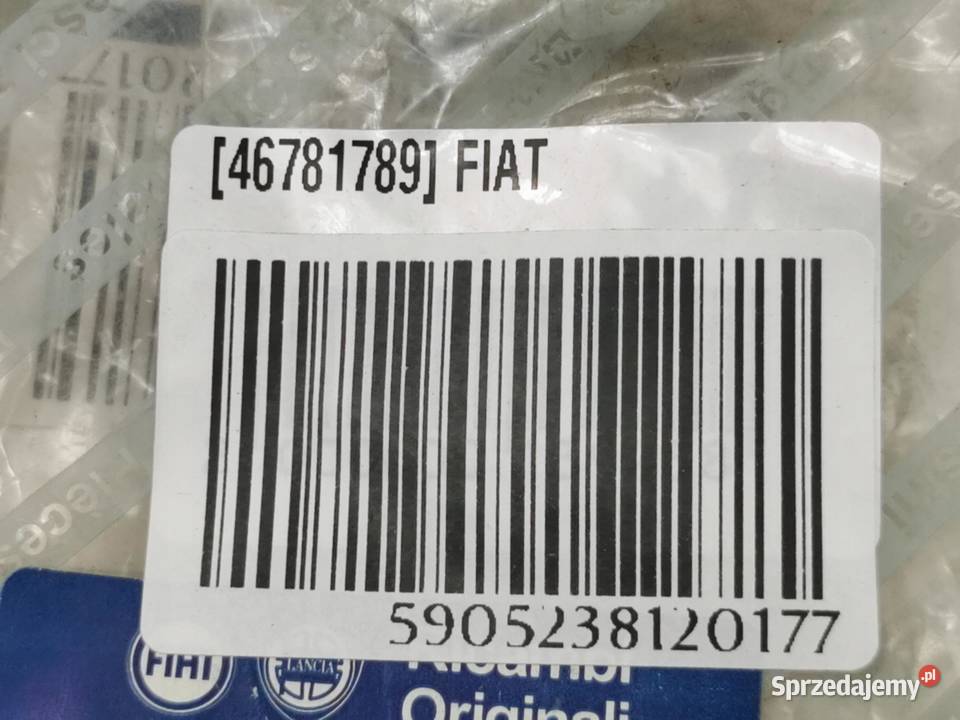 [46781789] FIAT
5905238120177
FIAT
LANCIA
Ricambi
Originali
Sprzedajemy.pl